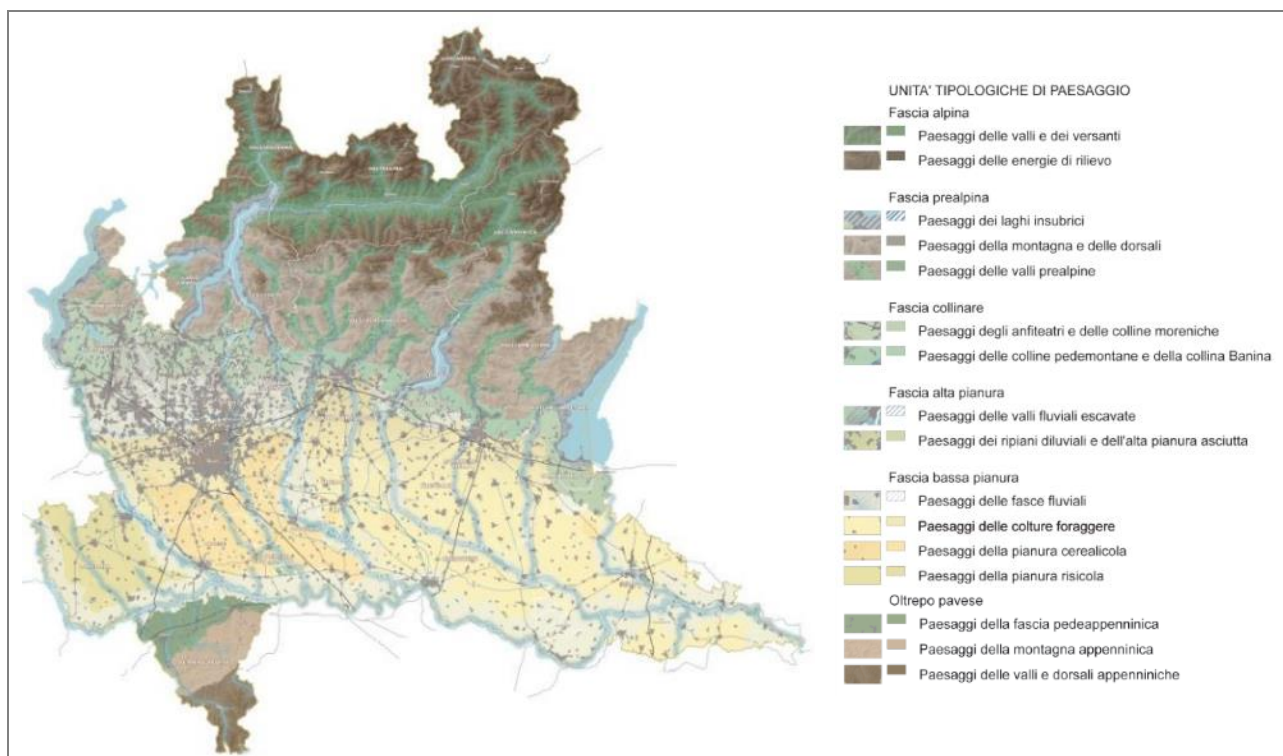 UNITA' TIPOLOGICHE DI PAESAGGIO
Fascia alpina
Paesaggi delle valli e dei versanti
Paesaggi delle energie di rilievo
Fascia prealpina
Paesaggi dei laghi insubrici
Paesaggi della montagna e delle dorsali
Paesaggi delle valli prealpine
Fascia collinare
Paesaggi degli anfiteatri e delle colline moreniche
Paesaggi delle colline pedemontane e della collina Banina
Fascia alta pianura
Paesaggi delle valli fluviali escavate
Paesaggi dei ripiani diluviali e dell'alta pianura asciutta
Fascia bassa pianura
Paesaggi delle fasce fluviali
Paesaggi delle colture foraggere
Paesaggi della pianura cerealicola
Paesaggi della pianura risicola
Oltrepo pavese
Paesaggi della fascia pedeappenninica
Paesaggi della montagna appenninica
Paesaggi delle valli e dorsali appenniniche